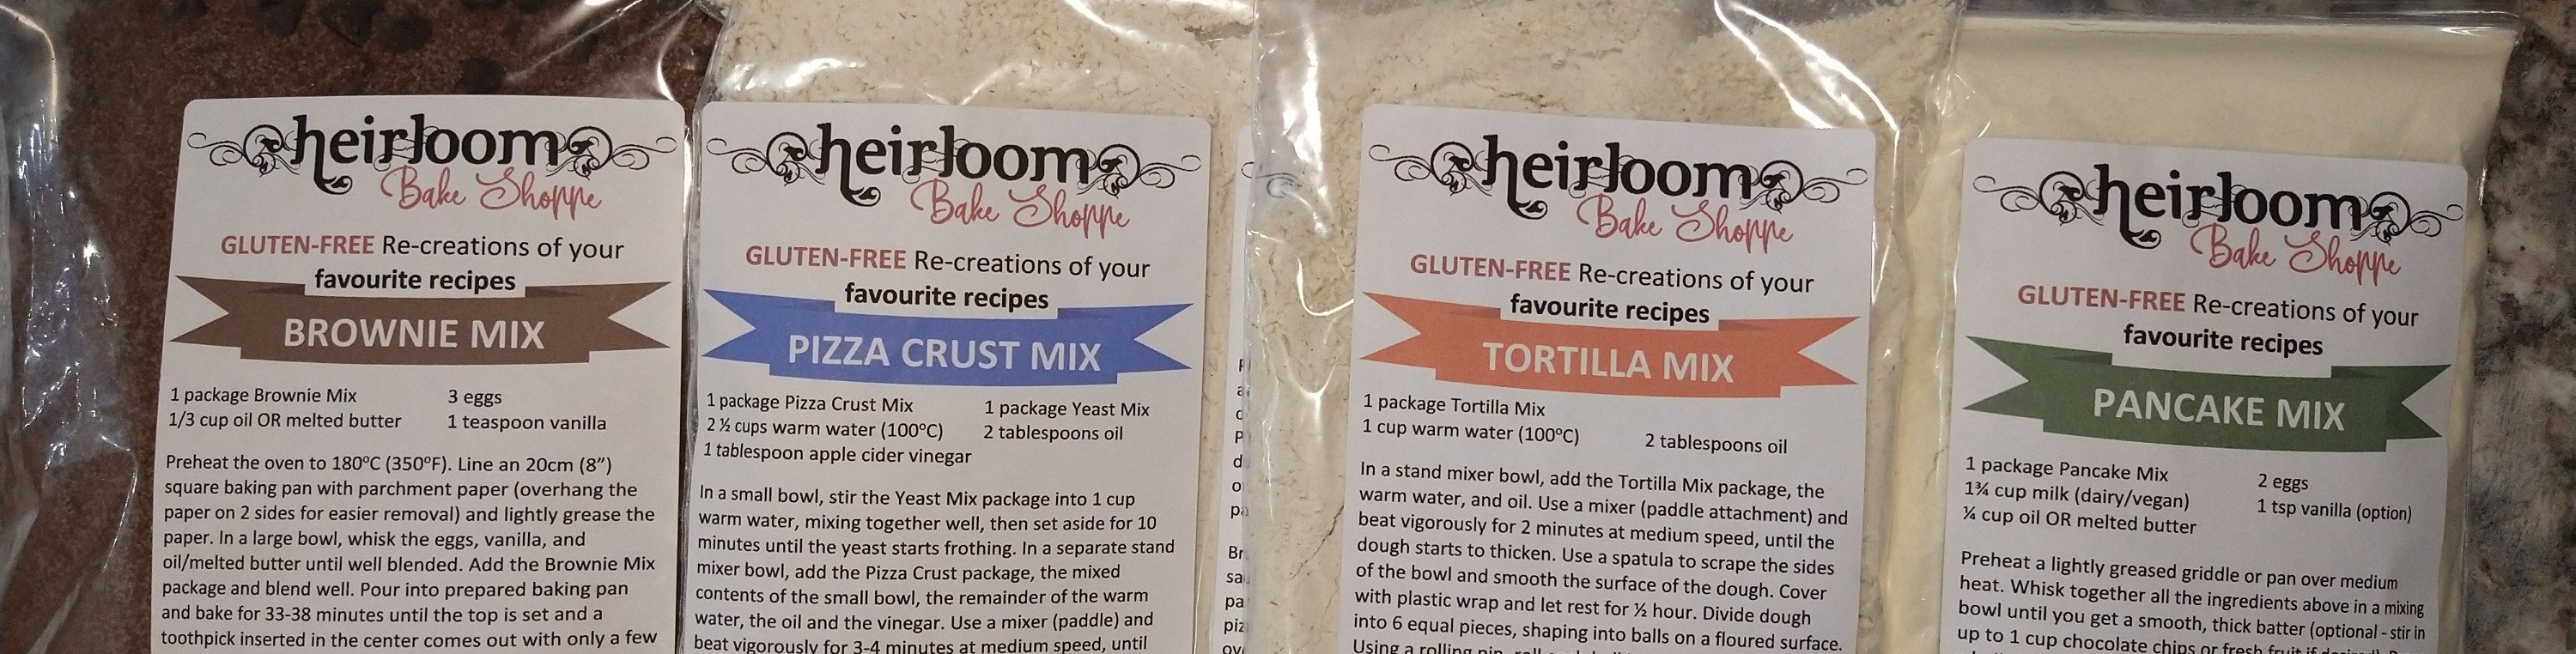 heirloom
Bake Shoppe
GLUTEN-FREE Re-creations of your
favourite recipes
BROWNIE MIX
1 package Brownie Mix 3 eggs
1/3 cup oil OR melted butter 1 teaspoon vanilla
Preheat the oven to 180ºC (350ºF). Line an 20cm (8”)
square baking pan with parchment paper (overhang the
paper on 2 sides for easier removal) and lightly grease the
paper. In a large bowl, whisk the eggs, vanilla, and
oil/melted butter until well blended. Add the Brownie Mix
package and blend well. Pour into prepared baking pan
and bake for 33-38 minutes until the top is set and a
toothpick inserted in the center comes out with only a few
heirloom
Bake Shoppe
GLUTEN-FREE Re-creations of your
favourite recipes
PIZZA CRUST MIX
1 package Pizza Crust Mix 1 package Yeast Mix
2 ½ cups warm water (100ºC) 2 tablespoons oil
1 tablespoon apple cider vinegar
In a small bowl, stir the Yeast Mix package into 1 cup
warm water, mixing together well, then set aside for 10
minutes until the yeast starts frothing. In a separate stand
mixer bowl, add the Pizza Crust package, the mixed
contents of the small bowl, the remainder of the warm
water, the oil and the vinegar. Use a mixer (paddle) and
beat vigorously for 3-4 minutes at medium speed, until
heirloom
Bake Shoppe
GLUTEN-FREE Re-creations of your
favourite recipes
TORTILLA MIX
1 package Tortilla Mix
1 cup warm water (100ºC) 2 tablespoons oil
In a stand mixer bowl, add the Tortilla Mix package, the
warm water, and oil. Use a mixer (paddle attachment) and
beat vigorously for 2 minutes at medium speed, until the
dough starts to thicken. Use a spatula to scrape the sides
of the bowl and smooth the surface of the dough. Cover
with plastic wrap and let rest for ½ hour. Divide dough
into 6 equal pieces, shaping into balls on a floured surface.
Using a rolling pin, roll
heirloom
Bake Shoppe
GLUTEN-FREE Re-creations of your
favourite recipes
PANCAKE MIX
1 package Pancake Mix 2 eggs
1¾ cup milk (dairy/vegan) 1 tsp vanilla (option)
¼ cup oil OR melted butter
Preheat a lightly greased griddle or pan over medium
heat. Whisk together all the ingredients above in a mixing
bowl until you get a smooth, thick batter (optional - stir in
up to 1 cup chocolate chips or fresh fruit if desired).